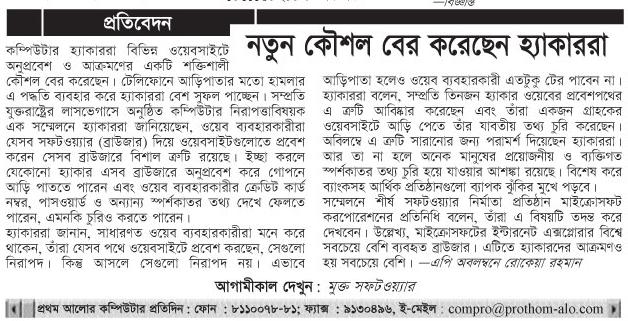 —বিজ্ঞপ্তি
প্রতিবেদন
নতুন কৌশল বের করেছেন হ্যাকাররা
কম্পিউটার হ্যাকাররা বিভিন্ন ওয়েবসাইটে
অনুপ্রবেশ ও আক্রমণের একটি শক্তিশালী
কৌশল বের করেছেন। টেলিফোনে আড়িপাতার মতো হামলার
এ পদ্ধতি ব্যবহার করে হ্যাকাররা বেশ সুফল পাচ্ছেন। সম্প্রতি
যুক্তরাষ্ট্রের লাসভেগাসে অনুষ্ঠিত কম্পিউটার নিরাপত্তাবিষয়ক
এক সম্মেলনে হ্যাকাররা জানিয়েছেন, ওয়েব ব্যবহারকারীরা
যেসব সফটওয়্যার (ব্রাউজার) দিয়ে ওয়েবসাইটগুলোতে প্রবেশ
করেন সেসব ব্রাউজারে বিশাল ত্রুটি রয়েছে। ইচ্ছা করলে
যেকোনো হ্যাকার এসব ব্রাউজারে অনুপ্রবেশ করে গোপনে
আড়ি পাততে পারেন এবং ওয়েব ব্যবহারকারীর ক্রেডিট কার্ড
নম্বর, পাসওয়ার্ড ও অন্যান্য স্পর্শকাতর তথ্য দেখে ফেলতে
পারেন, এমনকি চুরিও করতে পারেন।
হ্যাকাররা জানান, সাধারণত ওয়েব ব্যবহারকারীরা মনে করে
থাকেন, তাঁরা যেসব পথে ওয়েবসাইটে প্রবেশ করছেন, সেগুলো
নিরাপদ। কিন্তু আসলে সেগুলো নিরাপদ নয়। এভাবে
আড়িপাতা হলেও ওয়েব ব্যবহারকারী এতটুকু টের পাবেন না।
হ্যাকাররা বলেন, সম্প্রতি তিনজন হ্যাকার ওয়েবের প্রবেশপথের
এ ত্রুটি আবিষ্কার করেছেন এবং তাঁরা একজন গ্রাহকের
ওয়েবসাইটে আড়ি পেতে তাঁর যাবতীয় তথ্য চুরি করেছেন।
অবিলম্বে এ ত্রুটি সারানোর জন্য পরামর্শ দিয়েছেন হ্যাকাররা।
আর তা না হলে অনেক মানুষের প্রয়োজনীয় ও ব্যক্তিগত
স্পর্শকাতর তথ্য চুরি হয়ে যাওয়ার আশঙ্কা রয়েছে। বিশেষ করে
ব্যাংকসহ আর্থিক প্রতিষ্ঠানগুলো ব্যাপক ঝুঁকির মুখে পড়বে।
সম্মেলনে শীর্ষ সফটওয়্যার নির্মাতা প্রতিষ্ঠান মাইক্রোসফট
করপোরেশনের প্রতিনিধি বলেন, তাঁরা এ বিষয়টি তদন্ত করে
দেখবেন। উল্লেখ্য, মাইক্রোসফটের ইন্টারনেট এক্সপ্লোরার বিশ্বে
সবচেয়ে বেশি ব্যবহৃত ব্রাউজার। এটিতে হ্যাকারদের আক্রমণও
হয় সবচেয়ে বেশি। —এপি অবলম্বনে রোকেয়া রহমান
আগামীকাল দেখুন : মুক্ত সফটওয়্যার
প্রথম আলোর কম্পিউটার প্রতিদিন : ফোন : ৮১১০০৭৮-৮১; ফ্যাক্স : ৯১৩০৪৯৬, ই-মেইল : compro@prothom-alo.com